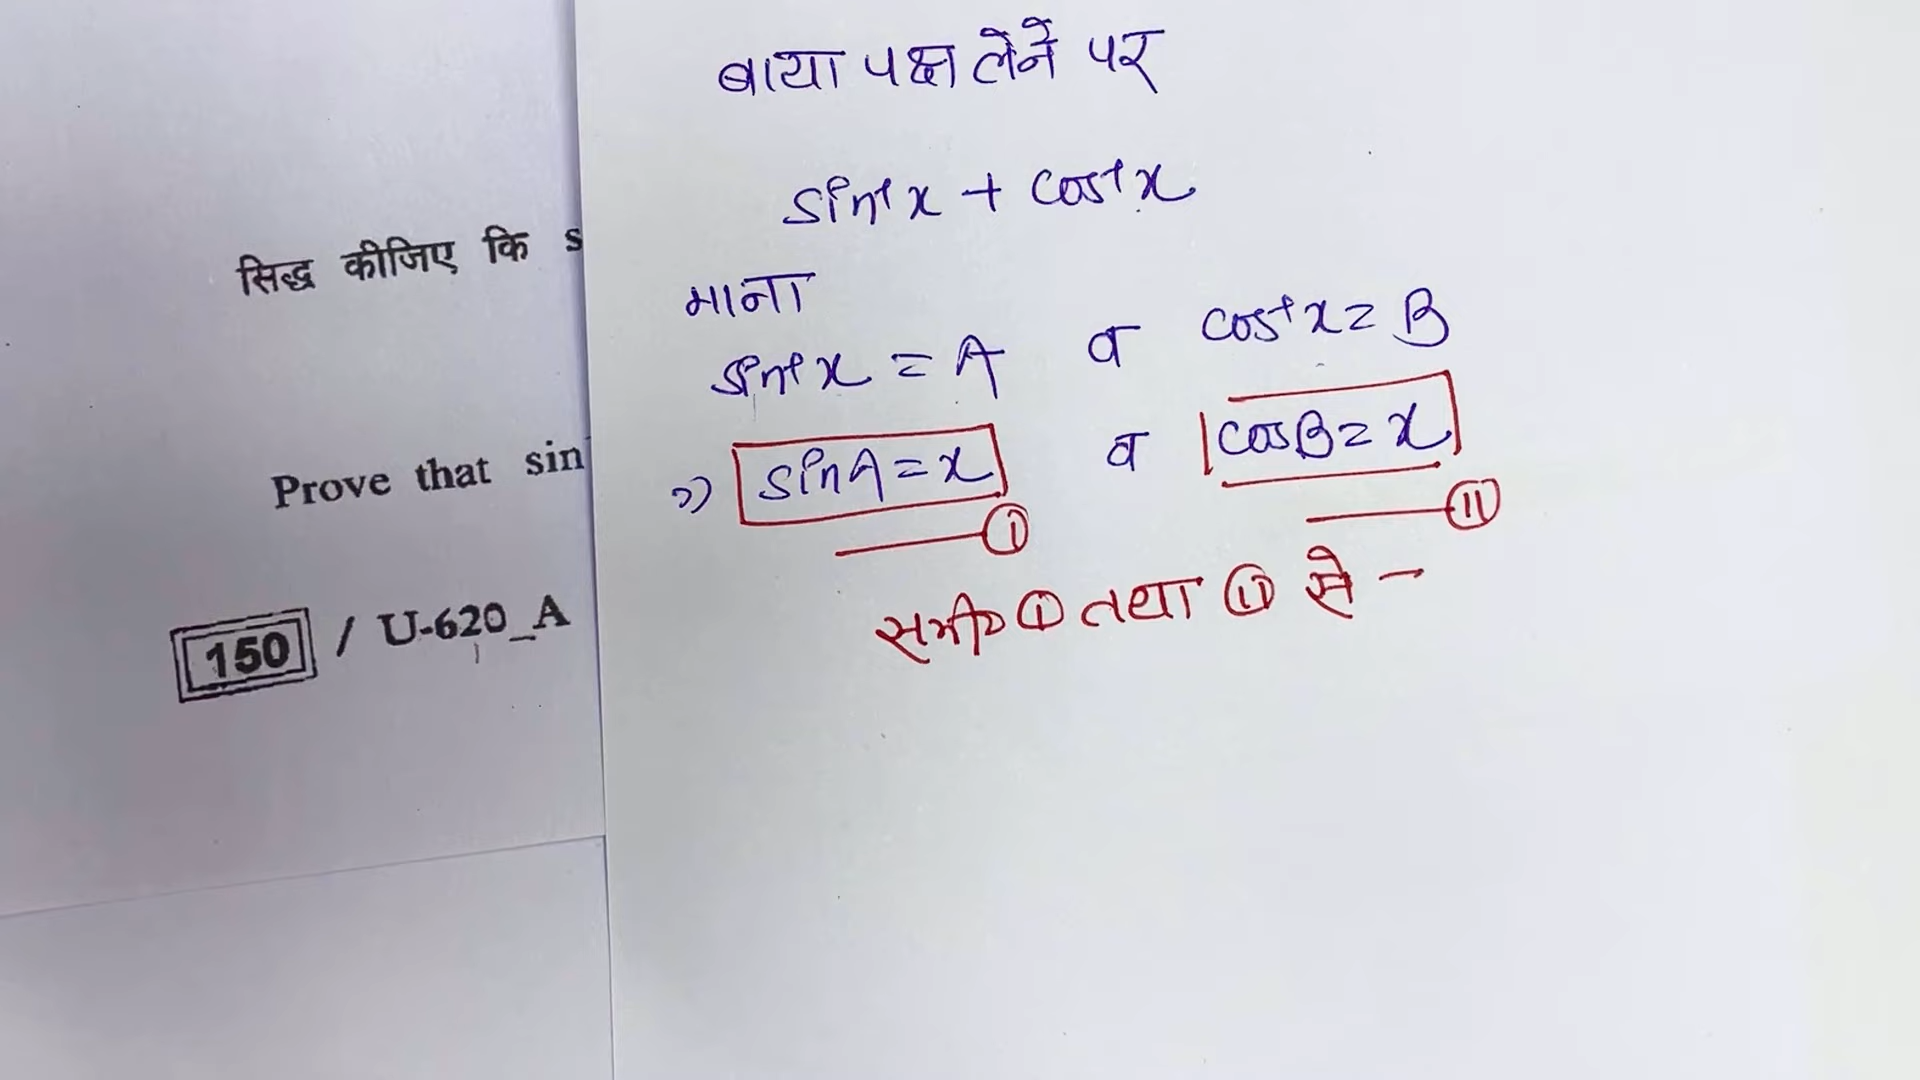 सिद्ध कीजिए कि s
Prove that sin
150 / U-620_A
बाया पक्ष लेने पर
sin⁻¹x + cos⁻¹x
माना
sin⁻¹x = A व cos⁻¹x = B
⇒ sinA = x व cosB = x
(i) (ii)
समी० (i) तथा (ii) से -